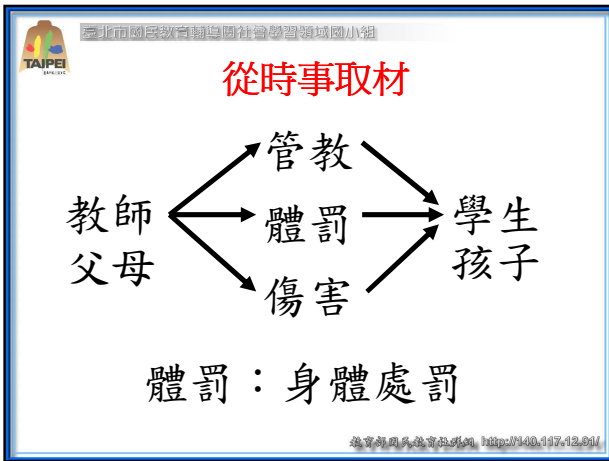 臺北市國民教育輔導團社會學習領域國小組
TAIPEI
從時事取材
管教
教師
父母
體罰
學生
孩子
傷害
體罰：身體處罰
教育部國民教育社群網 http://140.117.12.91/